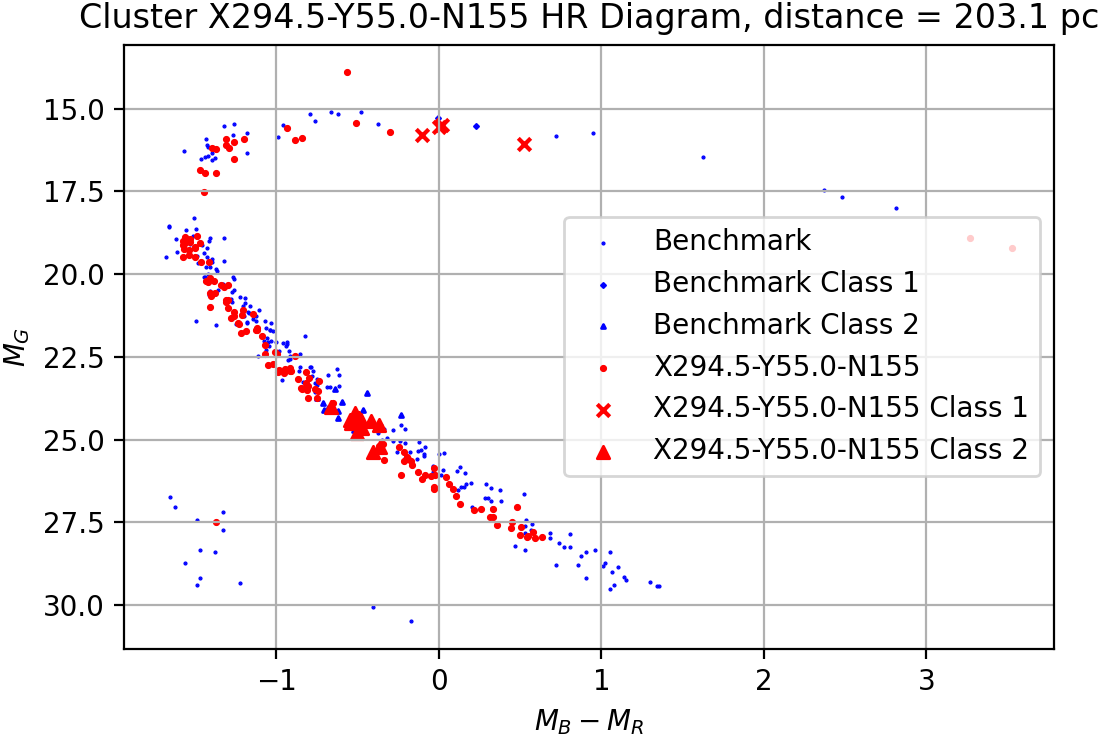 Cluster X294.5-Y55.0-N155 HR Diagram, distance = 203.1 pc
15.0
17.5
20.0
22.5
25.0
27.5
30.0
M_G
Benchmark
Benchmark Class 1
Benchmark Class 2
X294.5-Y55.0-N155
X294.5-Y55.0-N155 Class 1
X294.5-Y55.0-N155 Class 2
−1 0 1 2 3
M_B − M_R